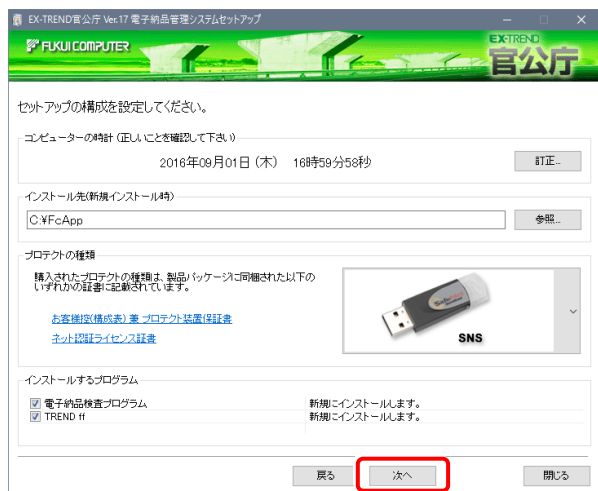 EX-TREND官公庁 Ver.17 電子納品管理システムセットアップ
FUKUI COMPUTER
EX-TREND
官公庁
セットアップの構成を設定してください。
コンピューターの時計 (正しいことを確認して下さい)
2016年09月01日 (木) 16時59分58秒
訂正...
インストール先(新規インストール時)
C:¥FcApp
参照...
プロテクトの種類
購入されたプロテクトの種類は、製品パッケージに同梱された以下の
いずれかの証書に記載されています。
お客様控(構成表) 兼 プロテクト装置保証書
ネット認証ライセンス証書
SNS
インストールするプログラム
電子納品検査プログラム 新規にインストールします。
TREND ff 新規にインストールします。
戻る
次へ
閉じる